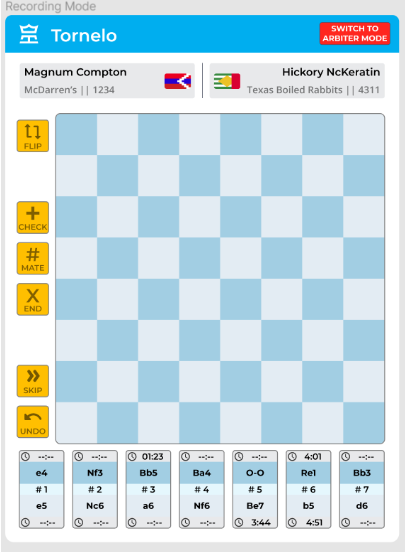 Recording Mode
Tornelo
SWITCH TO
ARBITER MODE
Magnum Compton
McDarren's || 1234
Hickory NcKeratin
Texas Boiled Rabbits || 4311
FLIP
+
CHECK
#
MATE
X
END
SKIP
UNDO
--:-- --:-- 01:23 --:-- --:-- 4:01 --:--
e4 Nf3 Bb5 Ba4 O-O Re1 Bb3
# 1 # 2 # 3 # 4 # 5 # 6 # 7
e5 Nc6 a6 Nf6 Be7 b5 d6
--:-- --:-- --:-- --:-- 3:44 4:51 --:--